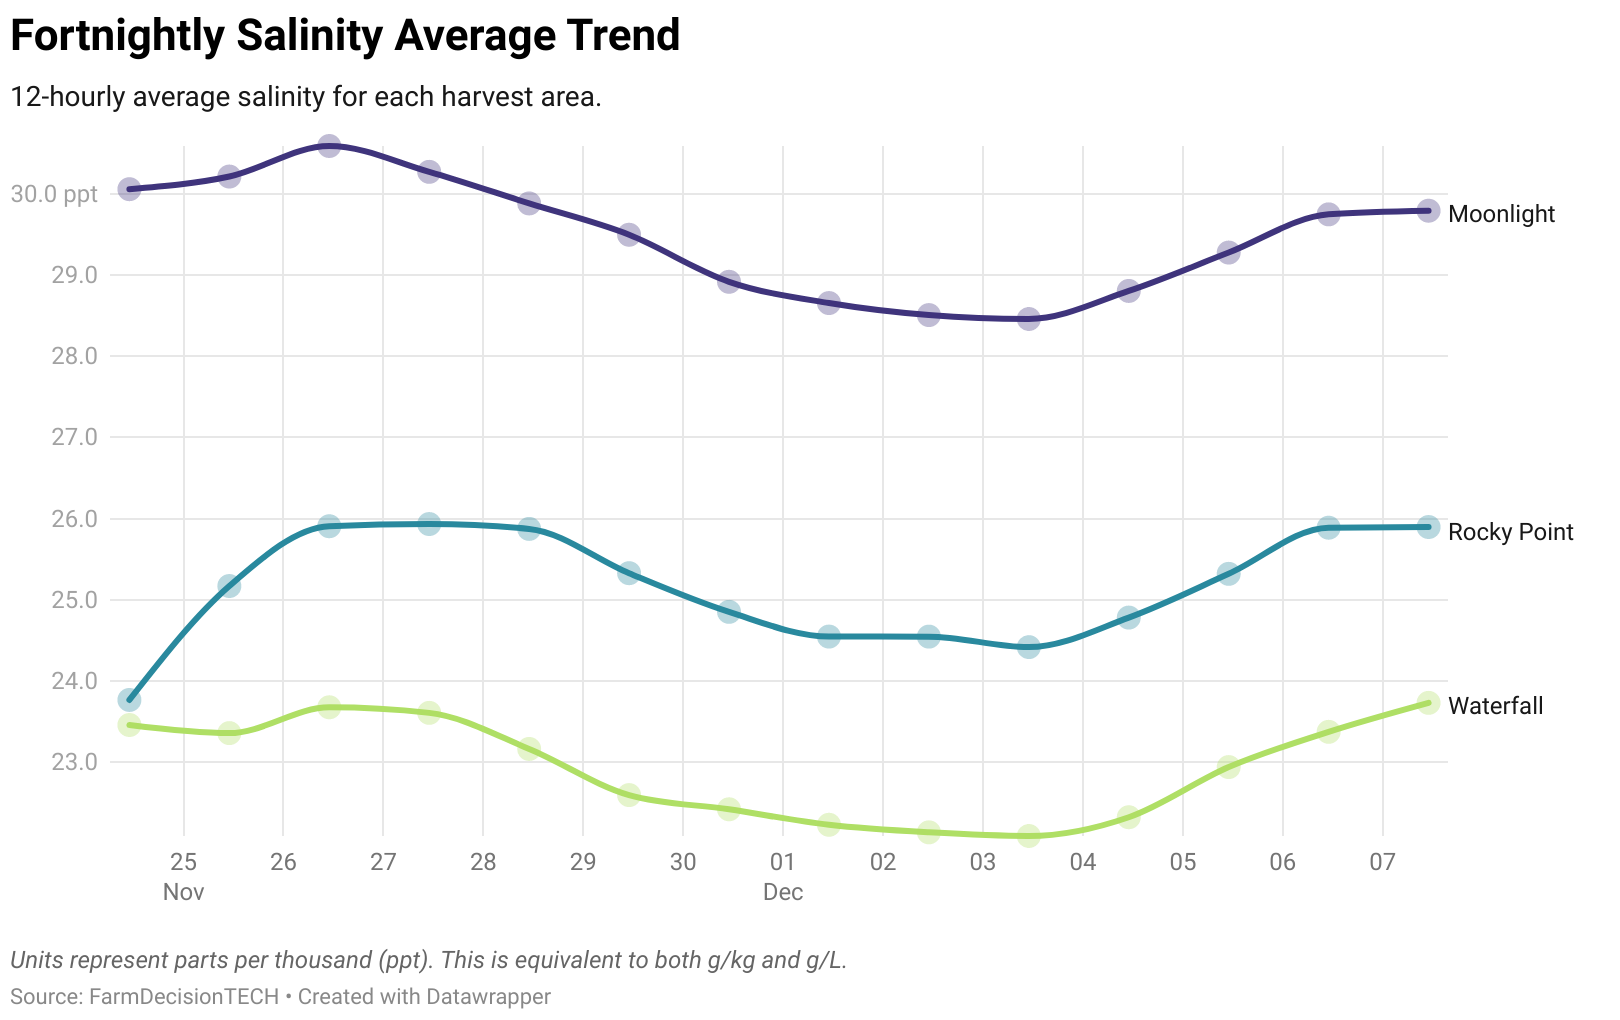 Fortnightly Salinity Average Trend
12-hourly average salinity for each harvest area.
30.0 ppt
Moonlight
29.0
28.0
27.0
26.0
Rocky Point
25.0
24.0
Waterfall
23.0
25 26 27 28 29 30 01 02 03 04 05 06 07
Nov Dec
Units represent parts per thousand (ppt). This is equivalent to both g/kg and g/L.
Source: FarmDecisionTECH • Created with Datawrapper